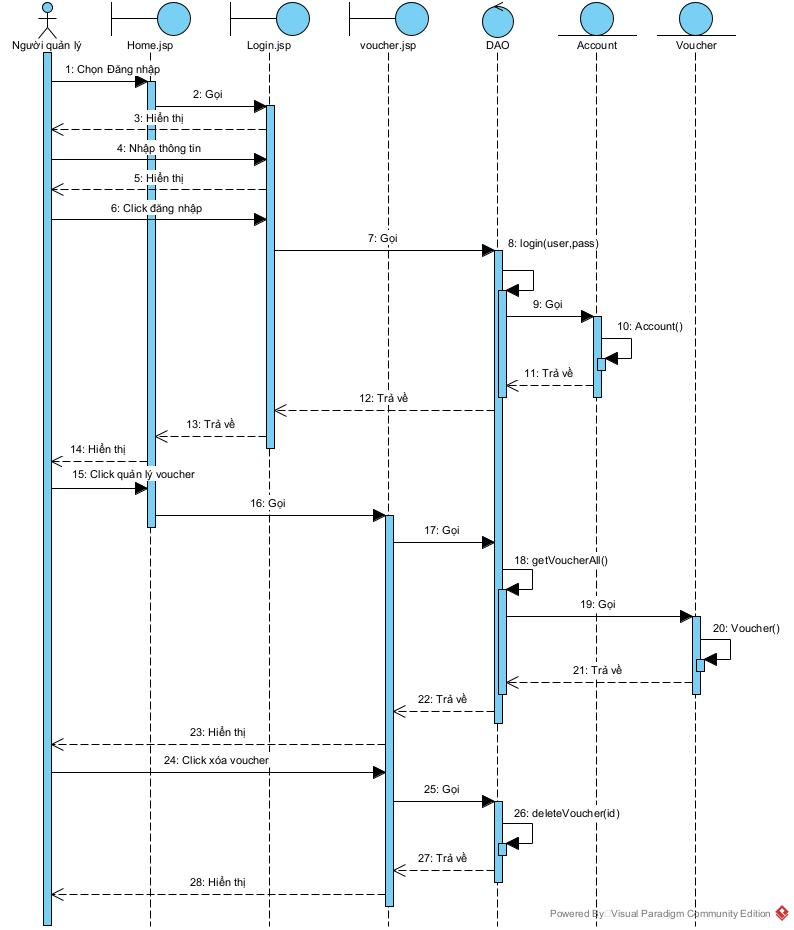 Người quản lý
Home.jsp
Login.jsp
voucher.jsp
DAO
Account
Voucher
1: Chọn Đăng nhập
2: Gọi
3: Hiển thị
4: Nhập thông tin
5: Hiển thị
6: Click đăng nhập
7: Gọi
8: login(user,pass)
9: Gọi
10: Account()
11: Trả về
12: Trả về
13: Trả về
14: Hiển thị
15: Click quản lý voucher
16: Gọi
17: Gọi
18: getVoucherAll()
19: Gọi
20: Voucher()
21: Trả về
22: Trả về
23: Hiển thị
24: Click xóa voucher
25: Gọi
26: deleteVoucher(id)
27: Trả về
28: Hiển thị
Powered By Visual Paradigm Community Edition